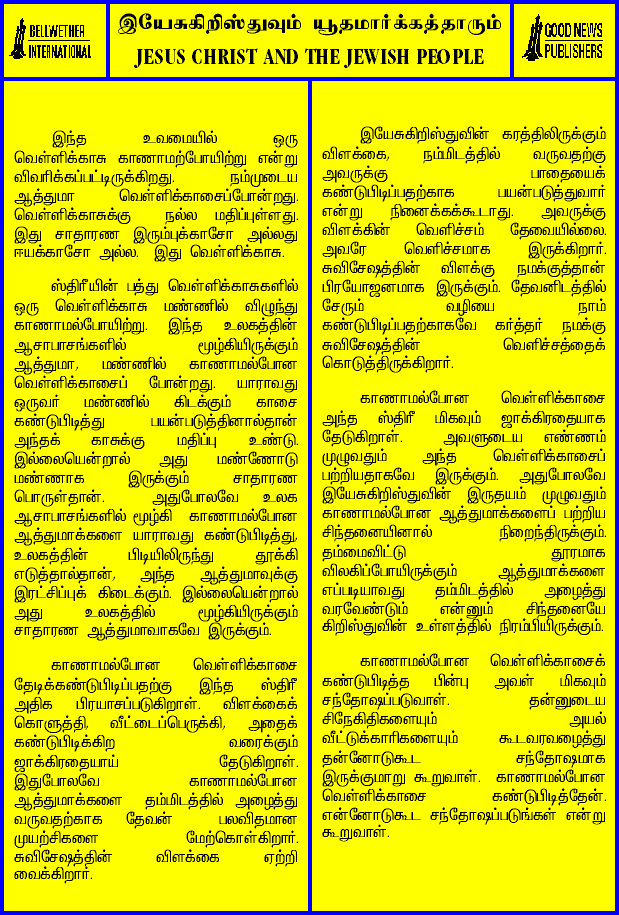 BELLWETHER
INTERNATIONAL
இயேசுகிறிஸ்துவும் யூதமார்க்கத்தாரும்
JESUS CHRIST AND THE JEWISH PEOPLE
GOOD NEWS
PUBLISHERS
இந்த உவமையில் ஒரு
வெள்ளிக்காசு காணாமற்போயிற்று என்று
விவரிக்கப்பட்டிருக்கிறது. நம்முடைய
ஆத்துமா வெள்ளிக்காசைப்போன்றது.
வெள்ளிக்காசுக்கு நல்ல மதிப்புள்ளது.
இது சாதாரண இரும்புக்காசோ அல்லது
ஈயக்காசோ அல்ல. இது வெள்ளிக்காசு.
ஸ்திரீயின் பத்து வெள்ளிக்காசுகளில்
ஒரு வெள்ளிக்காசு மண்ணில் விழுந்து
காணாமல்போயிற்று. இந்த உலகத்தின்
ஆசாபாசங்களில் மூழ்கியிருக்கும்
ஆத்துமா, மண்ணில் காணாமல்போன
வெள்ளிக்காசைப் போன்றது. யாராவது
ஒருவர் மண்ணில் கிடக்கும் காசை
கண்டுபிடித்து பயன்படுத்தினால்தான்
அந்தக் காசுக்கு மதிப்பு உண்டு.
இல்லையென்றால் அது மண்ணோடு
மண்ணாக இருக்கும் சாதாரண
பொருள்தான். அதுபோலவே உலக
ஆசாபாசங்களில் மூழ்கி காணாமல்போன
ஆத்துமாக்களை யாராவது கண்டுபிடித்து,
உலகத்தின் பிடியிலிருந்து தூக்கி
எடுத்தால்தான், அந்த ஆத்துமாவுக்கு
இரட்சிப்புக் கிடைக்கும். இல்லையென்றால்
அது உலகத்தில் மூழ்கியிருக்கும்
சாதாரண ஆத்துமாவாகவே இருக்கும்.
காணாமல்போன வெள்ளிக்காசை
தேடிக்கண்டுபிடிப்பதற்கு இந்த ஸ்திரீ
அதிக பிரயாசப்படுகிறாள். விளக்கைக்
கொளுத்தி, வீட்டைப்பெருக்கி, அதைக்
கண்டுபிடிக்கிற வரைக்கும்
ஜாக்கிரதையாய் தேடுகிறாள்.
இதுபோலவே காணாமல்போன
ஆத்துமாக்களை தம்மிடத்தில் அழைத்து
வருவதற்காக தேவன் பலவிதமான
முயற்சிகளை மேற்கொள்கிறார்.
சுவிசேஷத்தின் விளக்கை ஏற்றி
வைக்கிறார்.
இயேசுகிறிஸ்துவின் கரத்திலிருக்கும்
விளக்கை, நம்மிடத்தில் வருவதற்கு
அவருக்கு பாதையைக்
கண்டுபிடிப்பதற்காக பயன்படுத்துவார்
என்று நினைக்கக்கூடாது. அவருக்கு
விளக்கின் வெளிச்சம் தேவையில்லை.
அவரே வெளிச்சமாக இருக்கிறார்.
சுவிசேஷத்தின் விளக்கு நமக்குத்தான்
பிரயோஜனமாக இருக்கும். தேவனிடத்தில்
சேரும் வழியை நாம்
கண்டுபிடிப்பதற்காகவே கர்த்தர் நமக்கு
சுவிசேஷத்தின் வெளிச்சத்தைக்
கொடுத்திருக்கிறார்.
காணாமல்போன வெள்ளிக்காசை
அந்த ஸ்திரீ மிகவும் ஜாக்கிரதையாக
தேடுகிறாள். அவளுடைய எண்ணம்
முழுவதும் அந்த வெள்ளிக்காசைப்
பற்றியதாகவே இருக்கும். அதுபோலவே
இயேசுகிறிஸ்துவின் இருதயம் முழுவதும்
காணாமல்போன ஆத்துமாக்களைப் பற்றிய
சிந்தனையினால் நிறைந்திருக்கும்.
தம்மைவிட்டு தூரமாக
விலகிப்போயிருக்கும் ஆத்துமாக்களை
எப்படியாவது தம்மிடத்தில் அழைத்து
வரவேண்டும் என்னும் சிந்தனையே
கிறிஸ்துவின் உள்ளத்தில் நிரம்பியிருக்கும்.
காணாமல்போன வெள்ளிக்காசைக்
கண்டுபிடித்த பின்பு அவள் மிகவும்
சந்தோஷப்படுவாள். தன்னுடைய
சிநேகிதிகளையும் அயல்
வீட்டுக்காரிகளையும் கூடவரவழைத்து
தன்னோடுகூட சந்தோஷமாக
இருக்குமாறு கூறுவாள். காணாமல்போன
வெள்ளிக்காசை கண்டுபிடித்தேன்.
என்னோடுகூட சந்தோஷப்படுங்கள் என்று
கூறுவாள்.